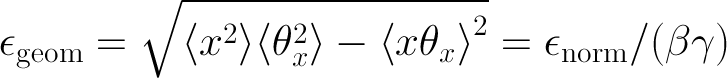 ϵ_geom = √(⟨x²⟩⟨θ_x²⟩ − ⟨xθ_x⟩²) = ϵ_norm/(βγ)